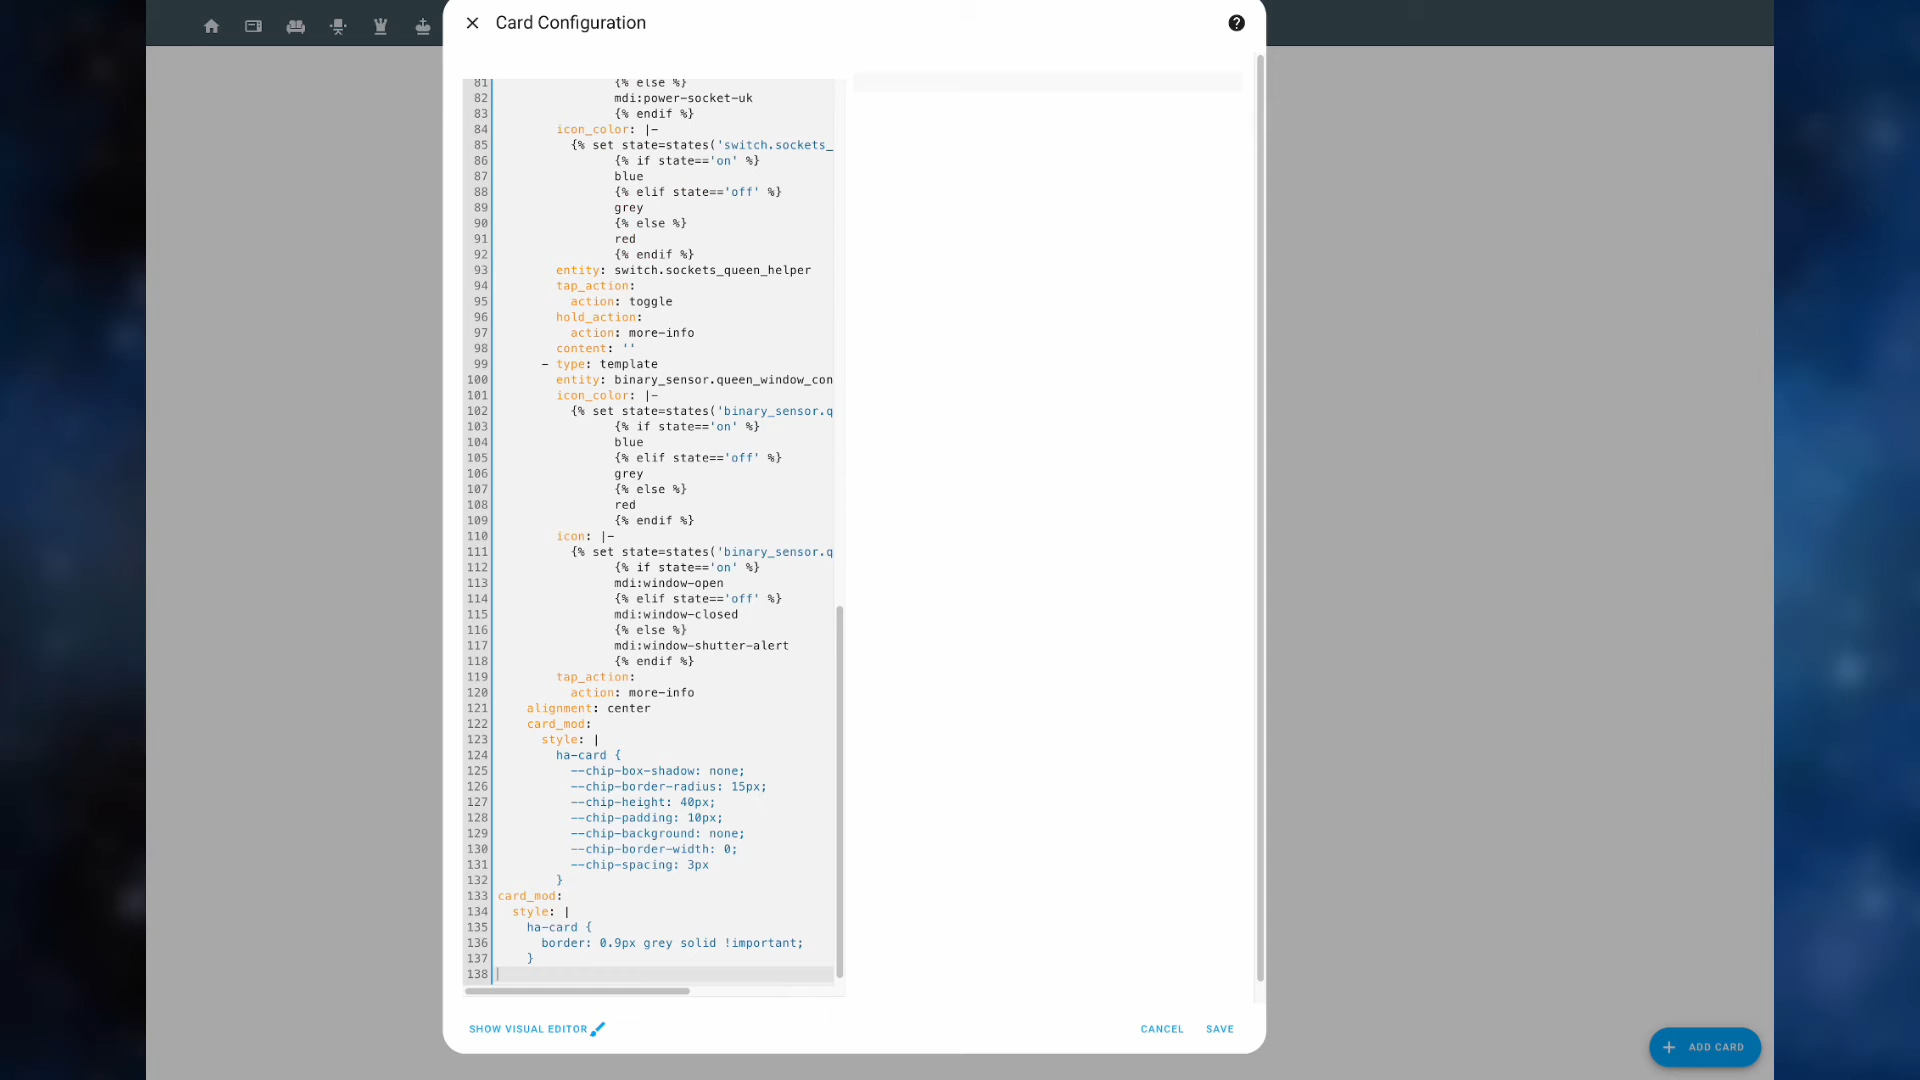 Card Configuration
81 {% else %}
82 mdi:power-socket-uk
83 {% endif %}
84 icon_color: |-
85 {% set state=states('switch.sockets_
86 {% if state=='on' %}
87 blue
88 {% elif state=='off' %}
89 grey
90 {% else %}
91 red
92 {% endif %}
93 entity: switch.sockets_queen_helper
94 tap_action:
95 action: toggle
96 hold_action:
97 action: more-info
98 content: ''
99 - type: template
100 entity: binary_sensor.queen_window_con
101 icon_color: |-
102 {% set state=states('binary_sensor.q
103 {% if state=='on' %}
104 blue
105 {% elif state=='off' %}
106 grey
107 {% else %}
108 red
109 {% endif %}
110 icon: |-
111 {% set state=states('binary_sensor.q
112 {% if state=='on' %}
113 mdi:window-open
114 {% elif state=='off' %}
115 mdi:window-closed
116 {% else %}
117 mdi:window-shutter-alert
118 {% endif %}
119 tap_action:
120 action: more-info
121 alignment: center
122 card_mod:
123 style: |
124 ha-card {
125 --chip-box-shadow: none;
126 --chip-border-radius: 15px;
127 --chip-height: 40px;
128 --chip-padding: 10px;
129 --chip-background: none;
130 --chip-border-width: 0;
131 --chip-spacing: 3px
132 }
133 card_mod:
134 style: |
135 ha-card {
136 border: 0.9px grey solid !important;
137 }
138
SHOW VISUAL EDITOR
CANCEL SAVE
+ ADD CARD